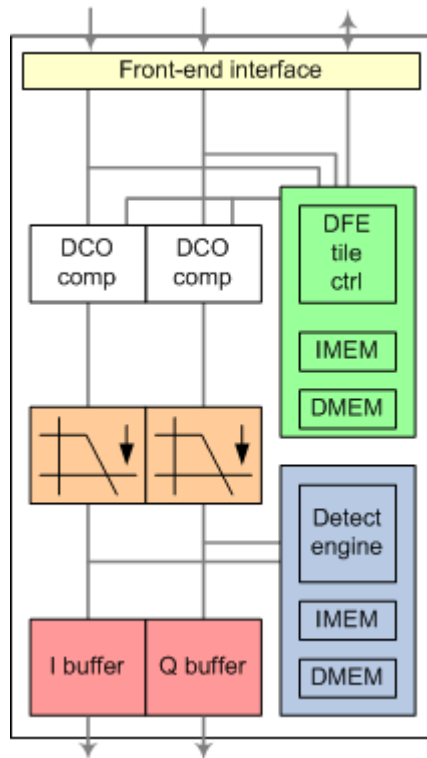 Front-end interface
DCO
comp
DCO
comp
DFE
tile
ctrl
IMEM
DMEM
Detect
engine
IMEM
DMEM
I buffer
Q buffer